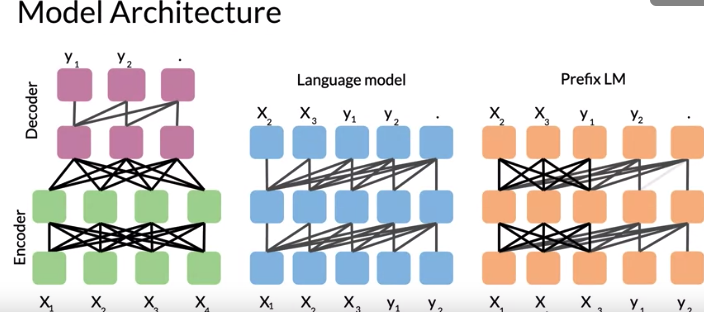 Model Architecture
y1 y2 .
Decoder
Encoder
X1 X2 X3 X4
Language model
X2 X3 y1 y2 .
X1 X2 X3 y1 y2
Prefix LM
X2 X3 y1 y2 .
X1 X X3 y1 y2